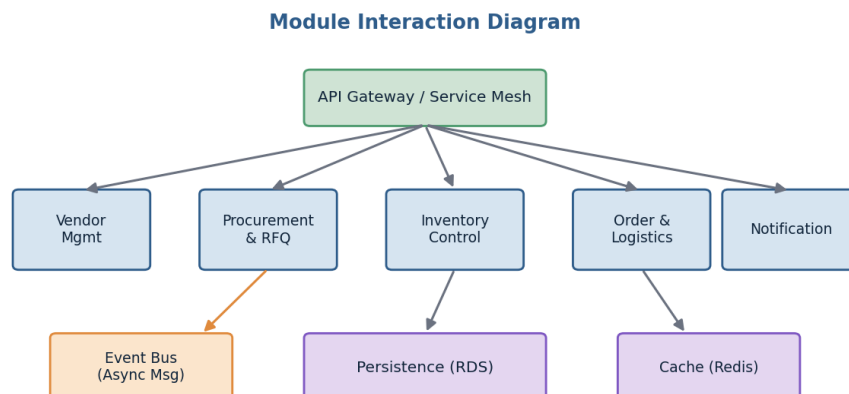 Module Interaction Diagram
API Gateway / Service Mesh
Vendor
Mgmt
Procurement
& RFQ
Inventory
Control
Order &
Logistics
Notification
Event Bus
(Async Msg)
Persistence (RDS)
Cache (Redis)